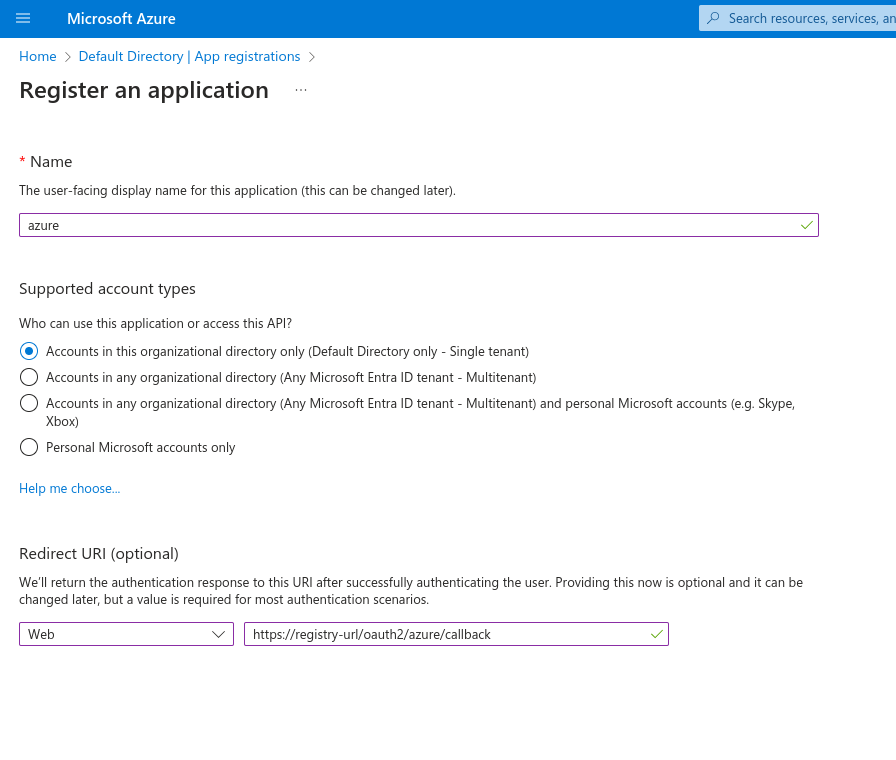 Microsoft Azure
Search resources, services, an
Home > Default Directory | App registrations >
Register an application ...
* Name
The user-facing display name for this application (this can be changed later).
azure
Supported account types
Who can use this application or access this API?
Accounts in this organizational directory only (Default Directory only - Single tenant)
Accounts in any organizational directory (Any Microsoft Entra ID tenant - Multitenant)
Accounts in any organizational directory (Any Microsoft Entra ID tenant - Multitenant) and personal Microsoft accounts (e.g. Skype,
Xbox)
Personal Microsoft accounts only
Help me choose...
Redirect URI (optional)
We'll return the authentication response to this URI after successfully authenticating the user. Providing this now is optional and it can be
changed later, but a value is required for most authentication scenarios.
Web
https://registry-url/oauth2/azure/callback